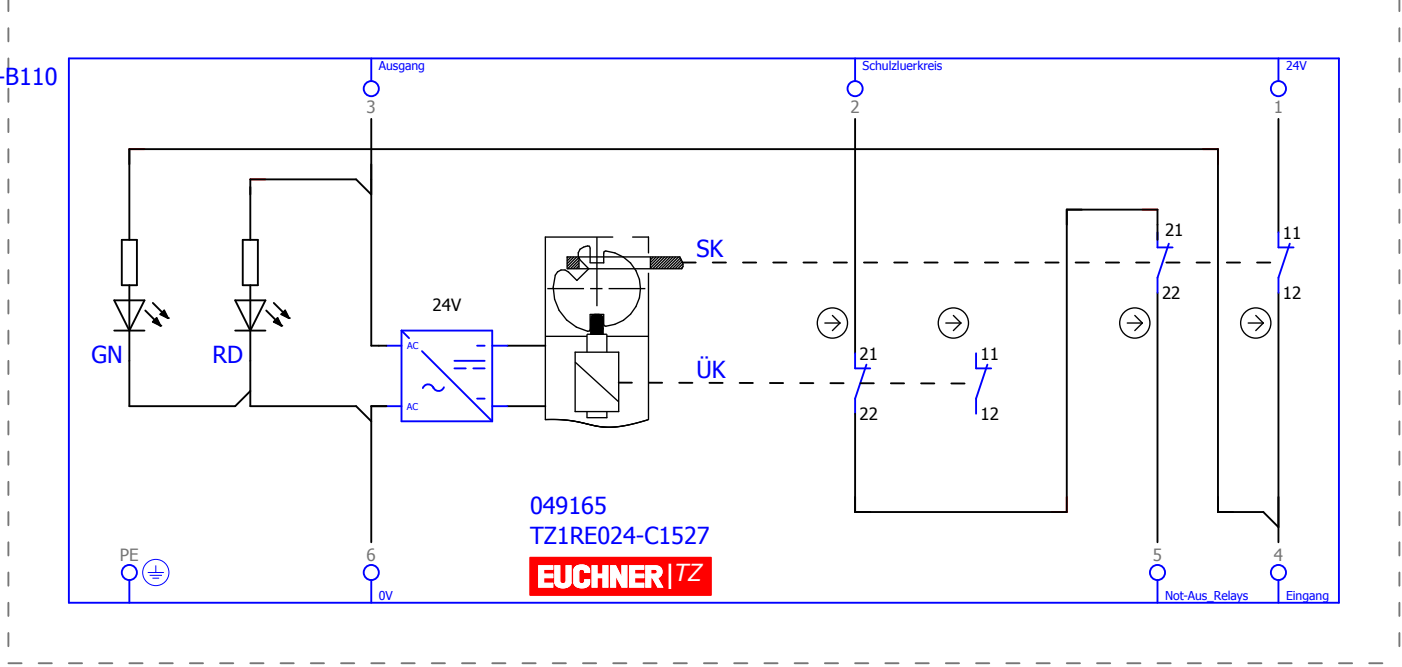 -B110
Ausgang
Schulzluerkreis
24V
3
2
1
21
11
SK
22
12
24V
GN
RD
AC
AC
ÜK
21
11
22
12
049165
TZ1RE024-C1527
EUCHNER TZ
PE
6
5
4
0V
Not-Aus_Relays
Eingang